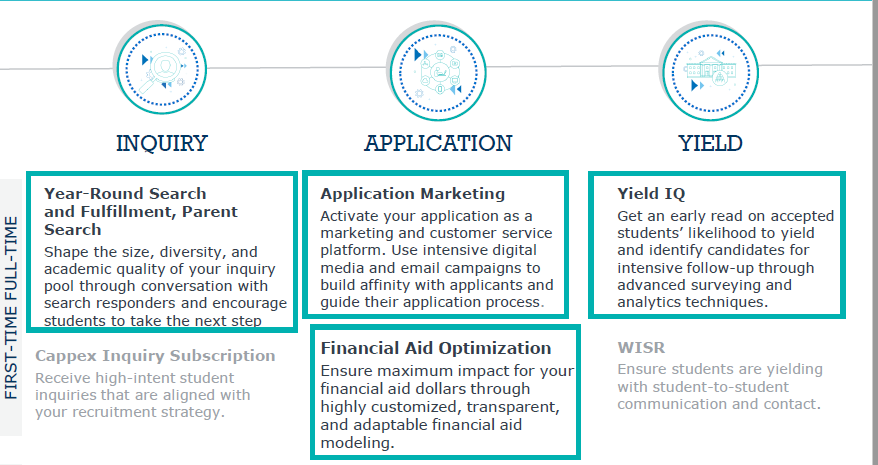 INQUIRY
APPLICATION
YIELD
FIRST-TIME FULL-TIME
Year-Round Search
and Fulfillment, Parent
Search
Shape the size, diversity, and
academic quality of your inquiry
pool through conversation with
search responders and encourage
students to take the next step
Cappex Inquiry Subscription
Receive high-intent student
inquiries that are aligned with
your recruitment strategy.
Application Marketing
Activate your application as a
marketing and customer service
platform. Use intensive digital
media and email campaigns to
build affinity with applicants and
guide their application process.
Financial Aid Optimization
Ensure maximum impact for your
financial aid dollars through
highly customized, transparent,
and adaptable financial aid
modeling.
Yield IQ
Get an early read on accepted
students’ likelihood to yield
and identify candidates for
intensive follow-up through
advanced surveying and
analytics techniques.
WISR
Ensure students are yielding
with student-to-student
communication and contact.